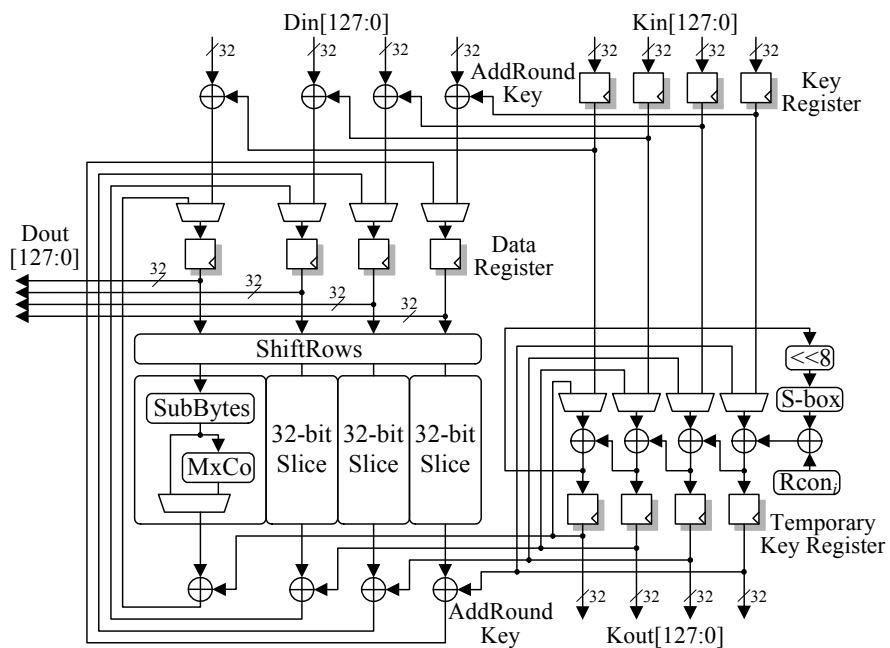 Din[127:0]
Kin[127:0]
32
32
32
32
32
32
32
32
AddRound
Key
Key
Register
Dout
[127:0]
32
32
32
32
Data
Register
ShiftRows
<<8
SubBytes
MxCo
32-bit
Slice
32-bit
Slice
32-bit
Slice
S-box
Rconi
Temporary
Key Register
AddRound
Key
32
32
32
32
Kout[127:0]